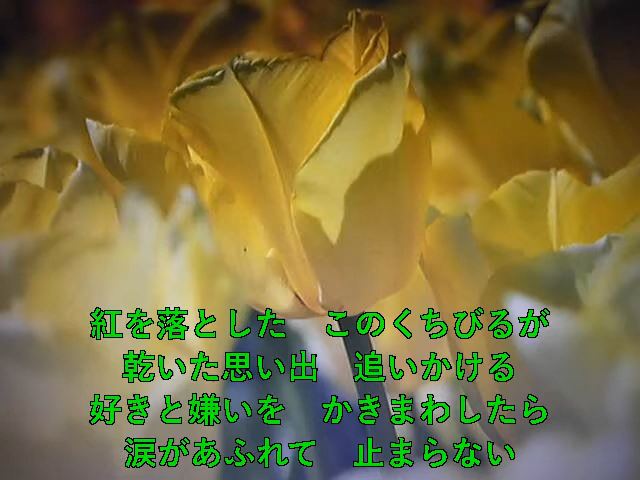 紅を落とした　このくちびるが
乾いた思い出　追いかける
好きと嫌いを　かきまわしたら
涙があふれて　止まらない